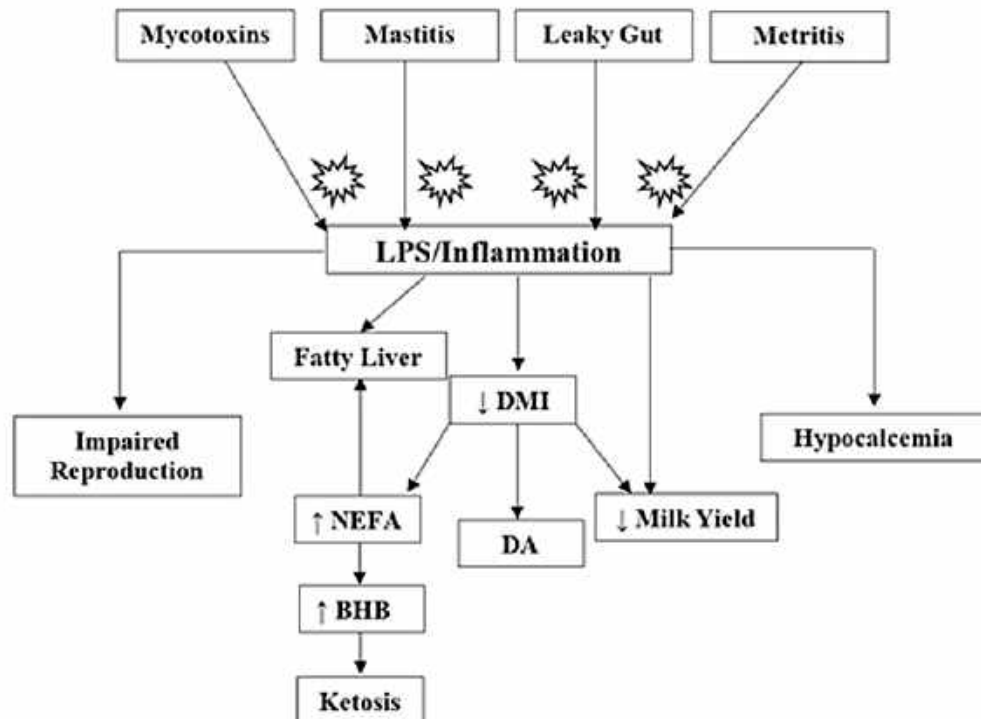 Mycotoxins
Mastitis
Leaky Gut
Metritis
LPS/Inflammation
Fatty Liver
↓ DMI
Impaired
Reproduction
Hypocalcemia
↑ NEFA
DA
↓ Milk Yield
↑ BHB
Ketosis